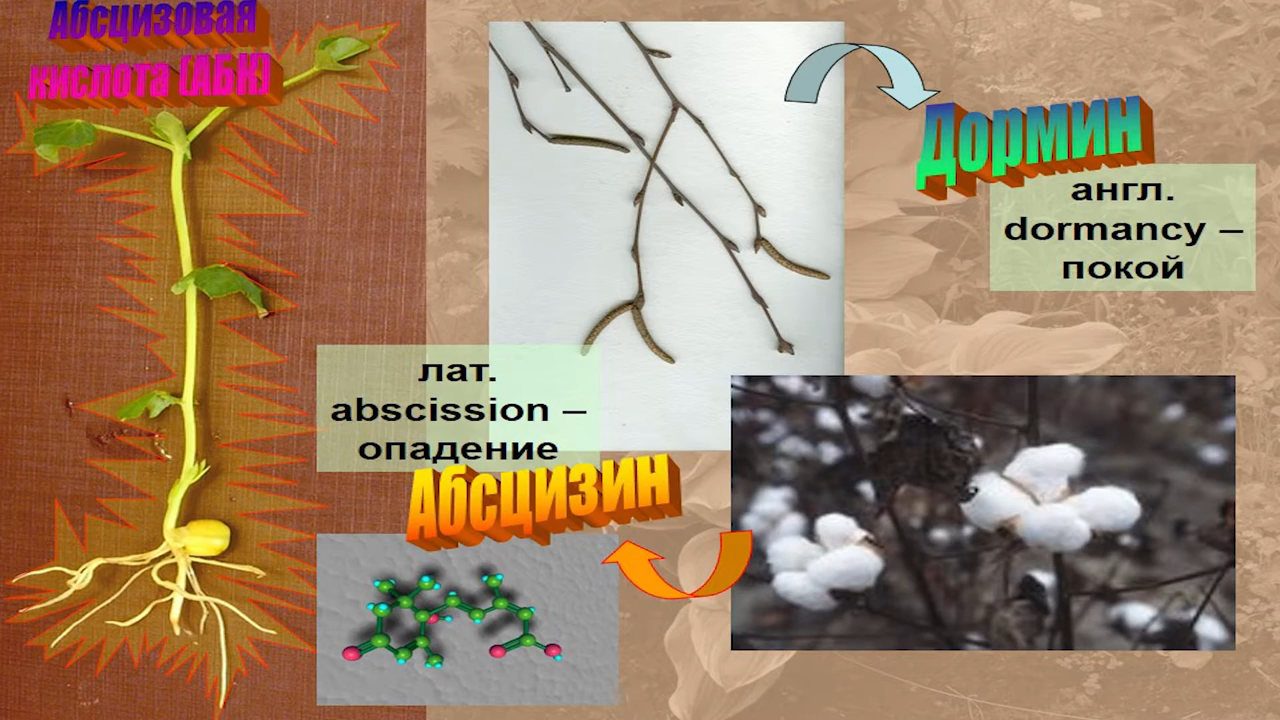 Абсцизовая
кислота (АБК)
Дормин
англ.
dormancy –
покой
лат.
abscission –
опадение
Абсцизин